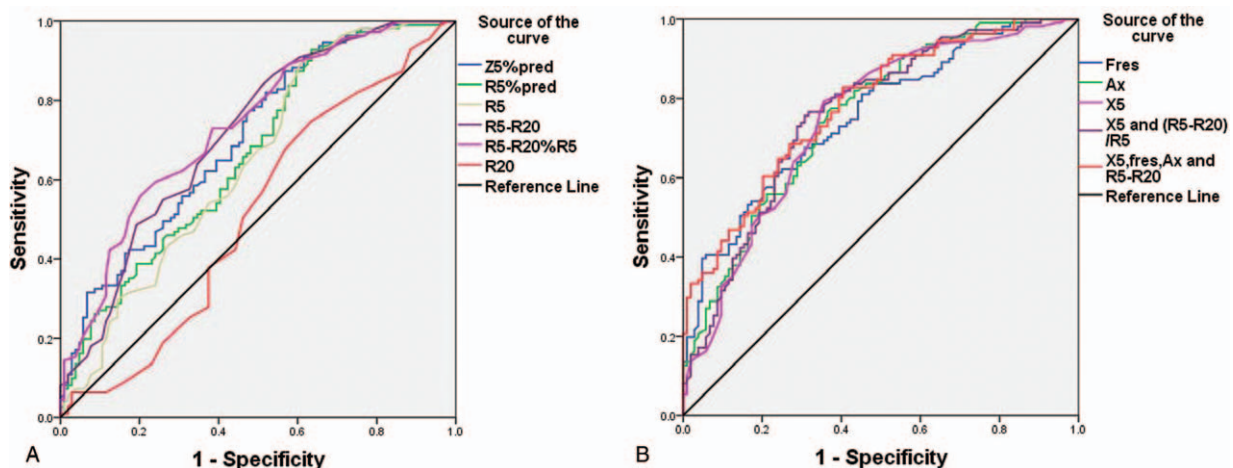 Source of the
curve
Z5%pred
R5%pred
R5
R5-R20
R5-R20%R5
R20
Reference Line
1.0
0.8
0.6
0.4
0.2
0.0
Sensitivity
0.0 0.2 0.4 0.6 0.8 1.0
1 - Specificity
A
Source of the
curve
Fres
Ax
X5
X5 and (R5-R20)
/R5
X5,fres,Ax and
R5-R20
Reference Line
1.0
0.8
0.6
0.4
0.2
0.0
Sensitivity
0.0 0.2 0.4 0.6 0.8 1.0
1 - Specificity
B